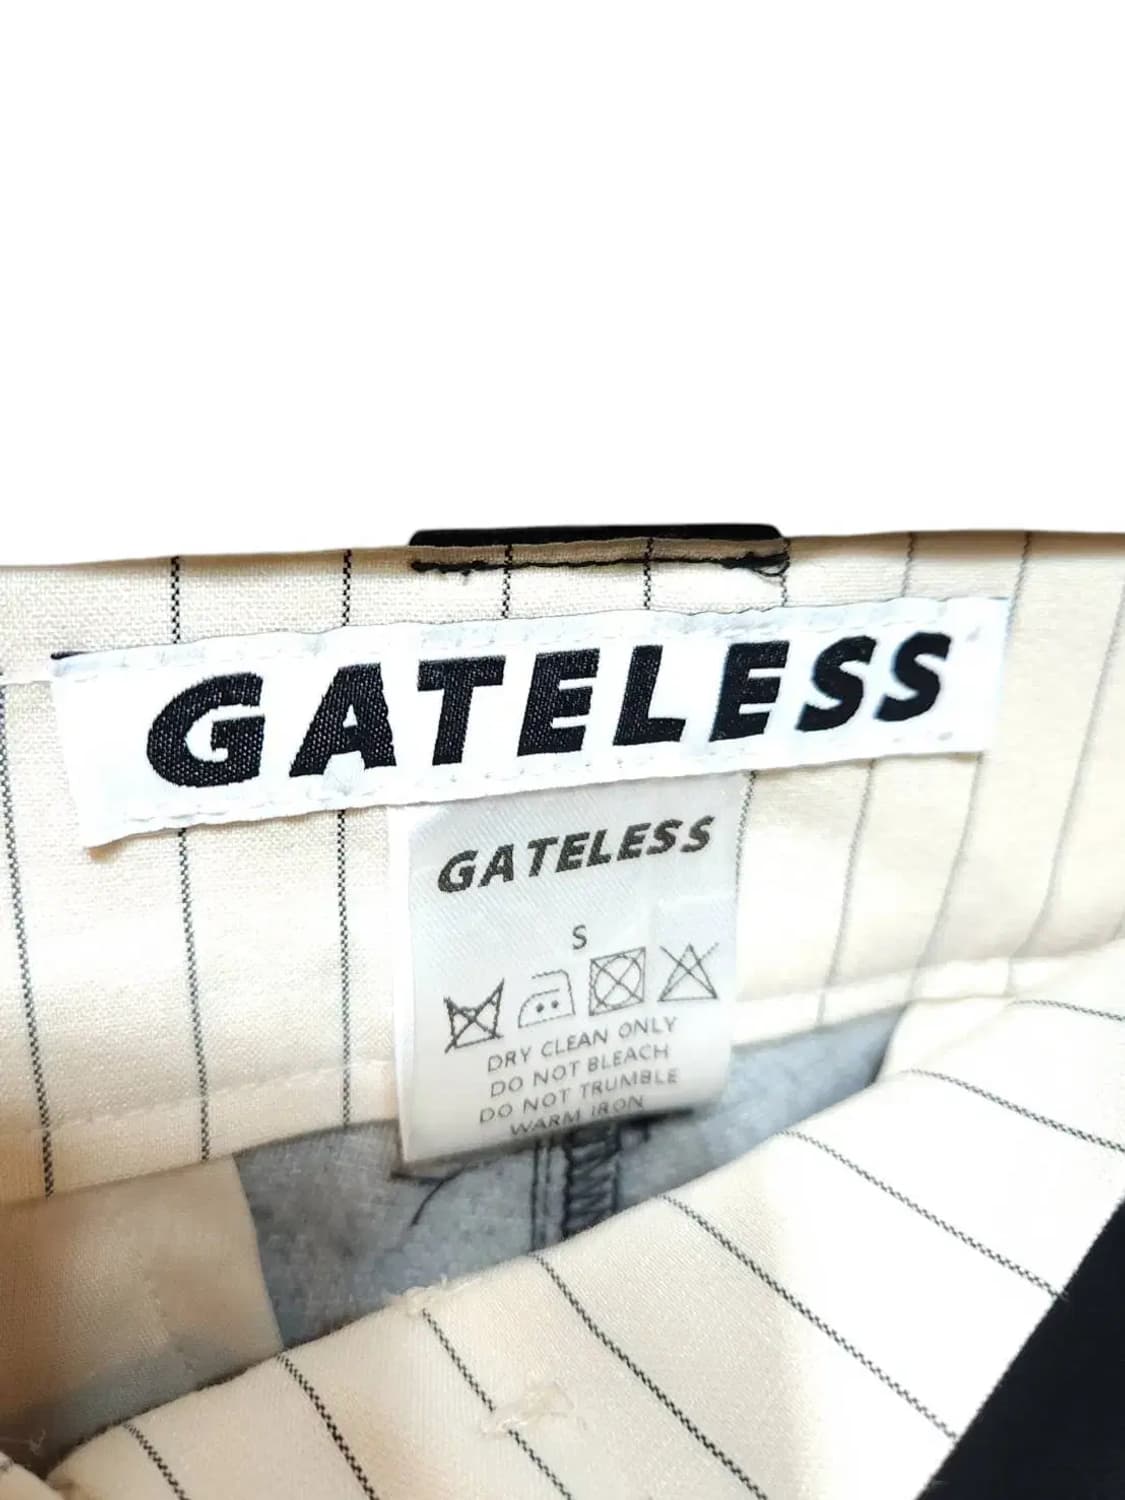 GATELESS
GATELESS
S
DRY CLEAN ONLY
DO NOT BLEACH
DO NOT TRUMBLE
WARM IRON